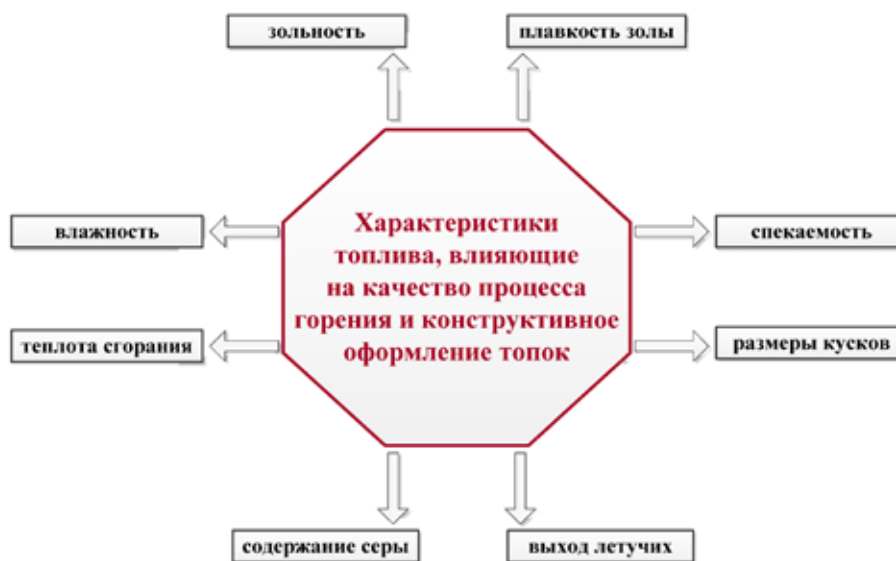 зольность
плавкость золы
влажность
Характеристики
топлива, влияющие
на качество процесса
горения и конструктивное
оформление топок
спекаемость
теплота сгорания
размеры кусков
содержание серы
выход летучих